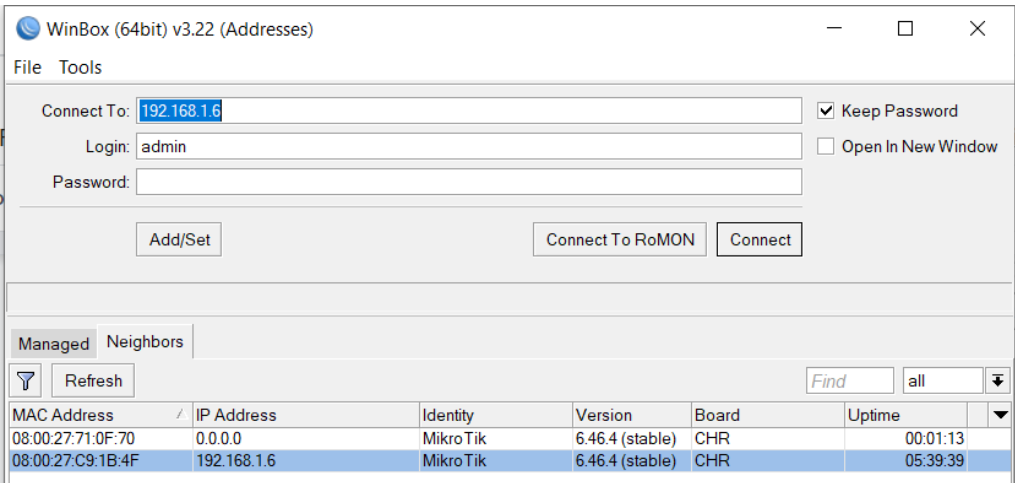 WinBox (64bit) v3.22 (Addresses)
File Tools
Connect To: 192.168.1.6
Keep Password
Login: admin
Open In New Window
Password:
Add/Set Connect To RoMON Connect
Managed Neighbors
Refresh Find all
MAC Address IP Address Identity Version Board Uptime
08:00:27:71:0F:70 0.0.0.0 MikroTik 6.46.4 (stable) CHR 00:01:13
08:00:27:C9:1B:4F 192.168.1.6 MikroTik 6.46.4 (stable) CHR 05:39:39